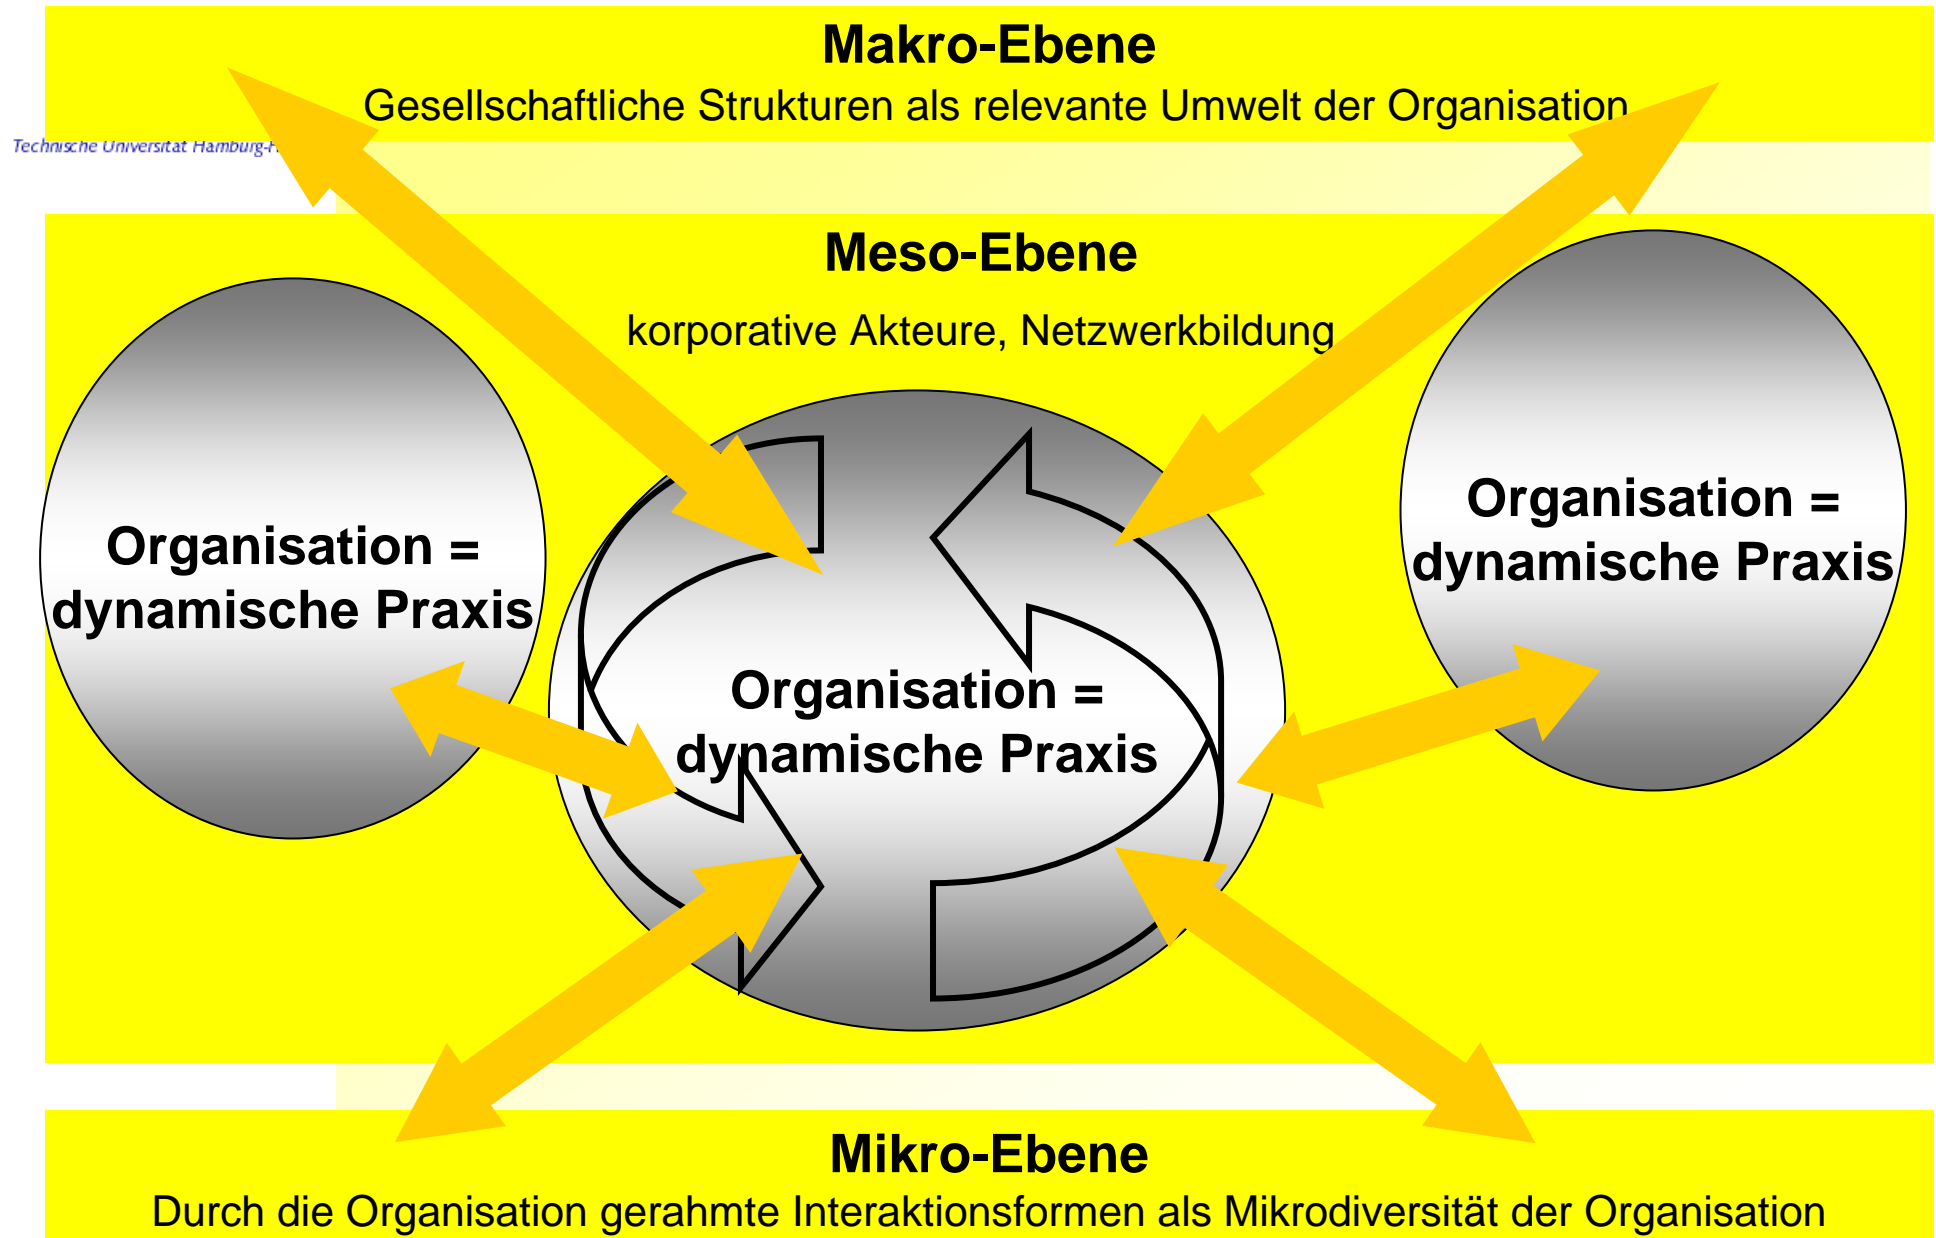 Makro-Ebene
Gesellschaftliche Strukturen als relevante Umwelt der Organisation
Technische Universität Hamburg-
Meso-Ebene
korporative Akteure, Netzwerkbildung
Organisation =
dynamische Praxis
Organisation =
dynamische Praxis
Organisation =
dynamische Praxis
Mikro-Ebene
Durch die Organisation gerahmte Interaktionsformen als Mikrodiversität der Organisation